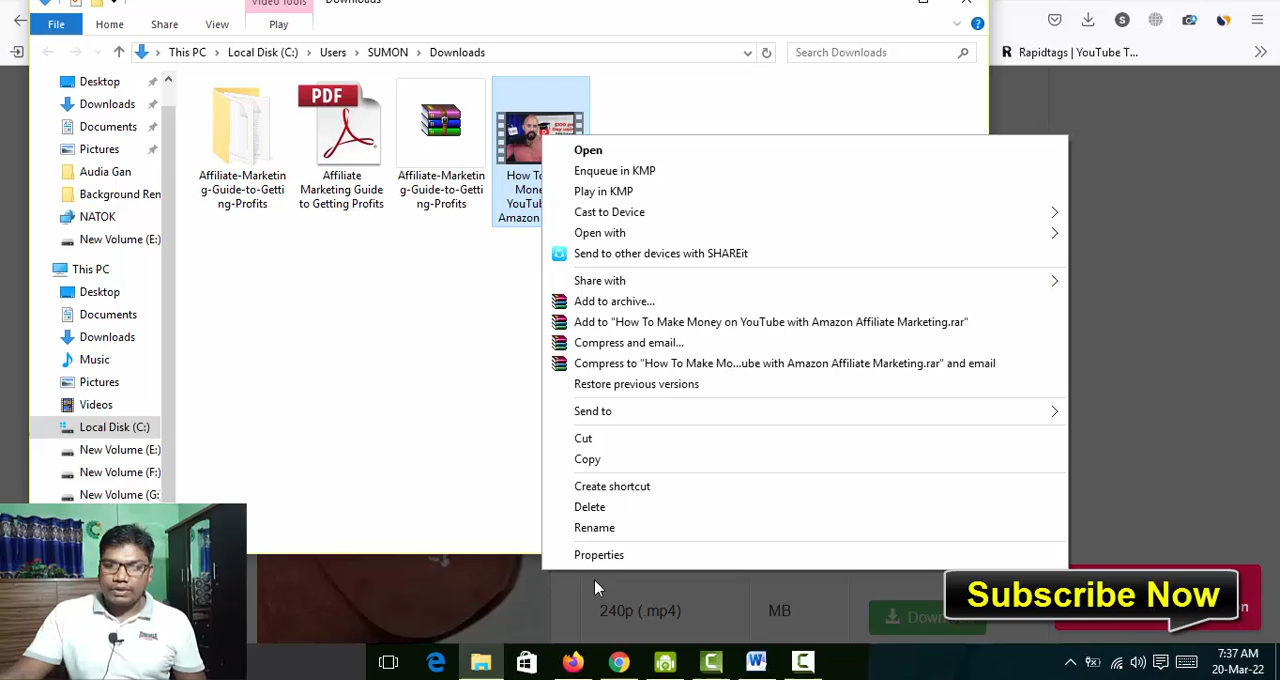 Video Tools
Downloads
File
Home
Share
View
Play
This PC
Local Disk (C:)
Users
SUMON
Downloads
Search Downloads
Rapidtags | YouTube T...
Desktop
Downloads
Documents
Pictures
Audia Gan
Background Ren
NATOK
New Volume (E:)
This PC
Desktop
Documents
Downloads
Music
Pictures
Videos
Local Disk (C:)
New Volume (E:)
New Volume (F:)
New Volume (G:
Affiliate-Marketin
g-Guide-to-Getti
ng-Profits
PDF
Affiliate
Marketing Guide
to Getting Profits
Affiliate-Marketin
g-Guide-to-Getti
ng-Profits
How T
Mone
YouTub
Amazon
Open
Enqueue in KMP
Play in KMP
Cast to Device
Open with
Send to other devices with SHAREit
Share with
Add to archive...
Add to "How To Make Money on YouTube with Amazon Affiliate Marketing.rar"
Compress and email...
Compress to "How To Make Mo...ube with Amazon Affiliate Marketing.rar" and email
Restore previous versions
Send to
Cut
Copy
Create shortcut
Delete
Rename
Properties
240p (.mp4)
MB
Down
Subscribe Now
7:37 AM
20-Mar-22